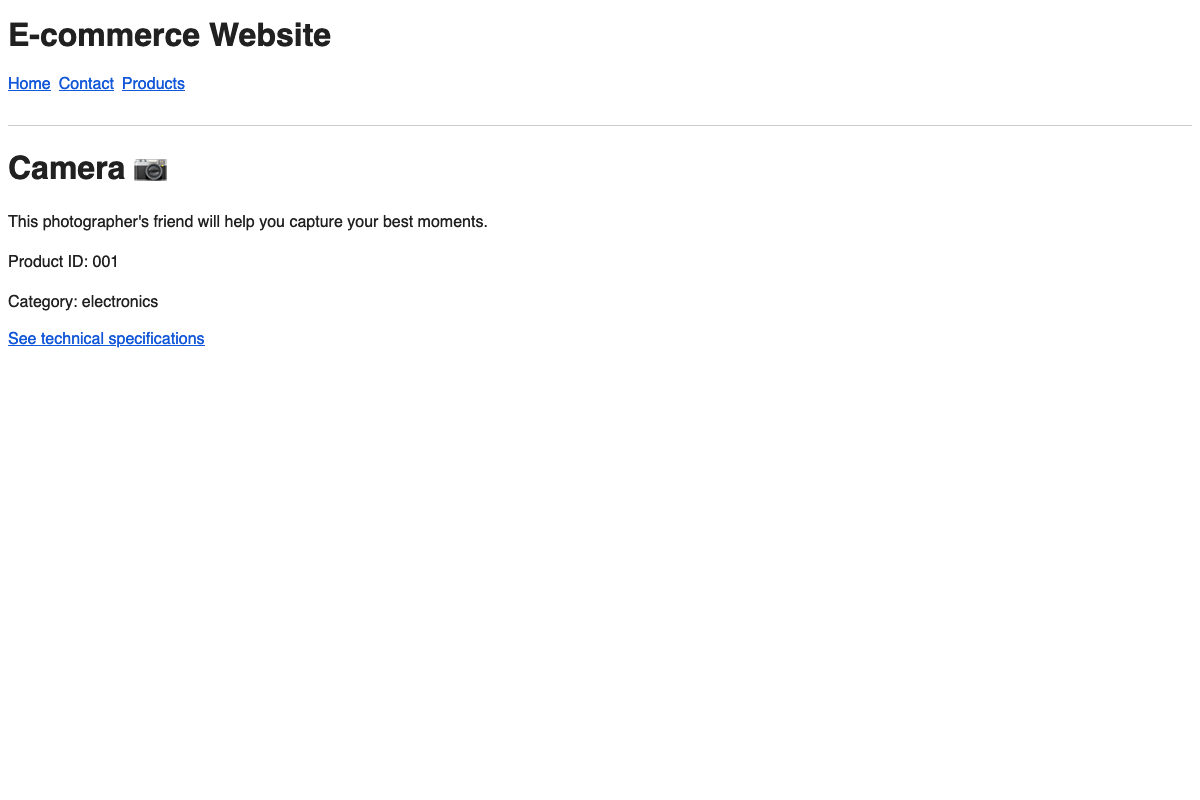 E-commerce Website
Home Contact Products
Camera 📷
This photographer's friend will help you capture your best moments.
Product ID: 001
Category: electronics
See technical specifications